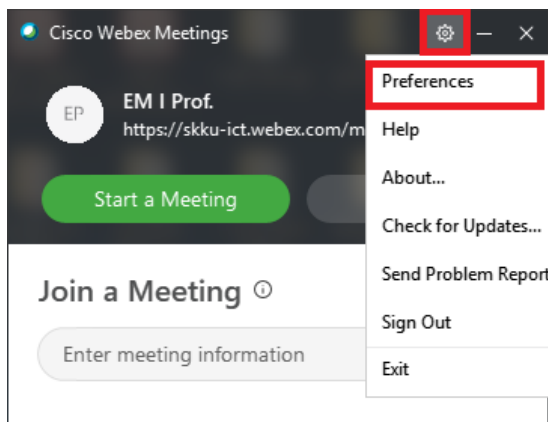 Cisco Webex Meetings
Preferences
EP
EM I Prof.
https://skku-ict.webex.com/m
Help
About...
Start a Meeting
Check for Updates...
Send Problem Report
Join a Meeting
Sign Out
Enter meeting information
Exit